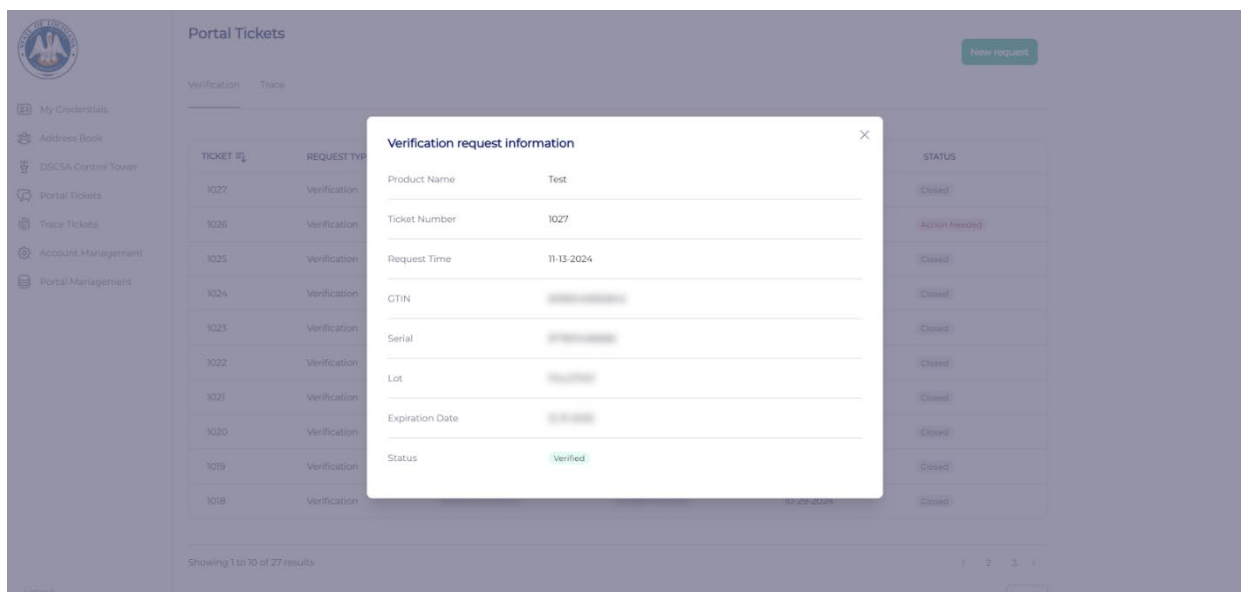 STATE OF LOUISIANA
Portal Tickets
New request
Verification Trace
My Credentials
Address Book
DSCSA Control Tower
Portal Tickets
Trace Tickets
Account Management
Portal Management
TICKET REQUEST TYP STATUS
1027 Verification Closed
1026 Verification Action Needed
1025 Verification Closed
1024 Verification Closed
1023 Verification Closed
1022 Verification Closed
1021 Verification Closed
1020 Verification Closed
1019 Verification Closed
1018 Verification 10-29-2024 Closed
Showing 1 to 10 of 27 results
2 3
Verification request information
Product Name Test
Ticket Number 1027
Request Time 11-13-2024
GTIN
Serial
Lot
Expiration Date
Status Verified